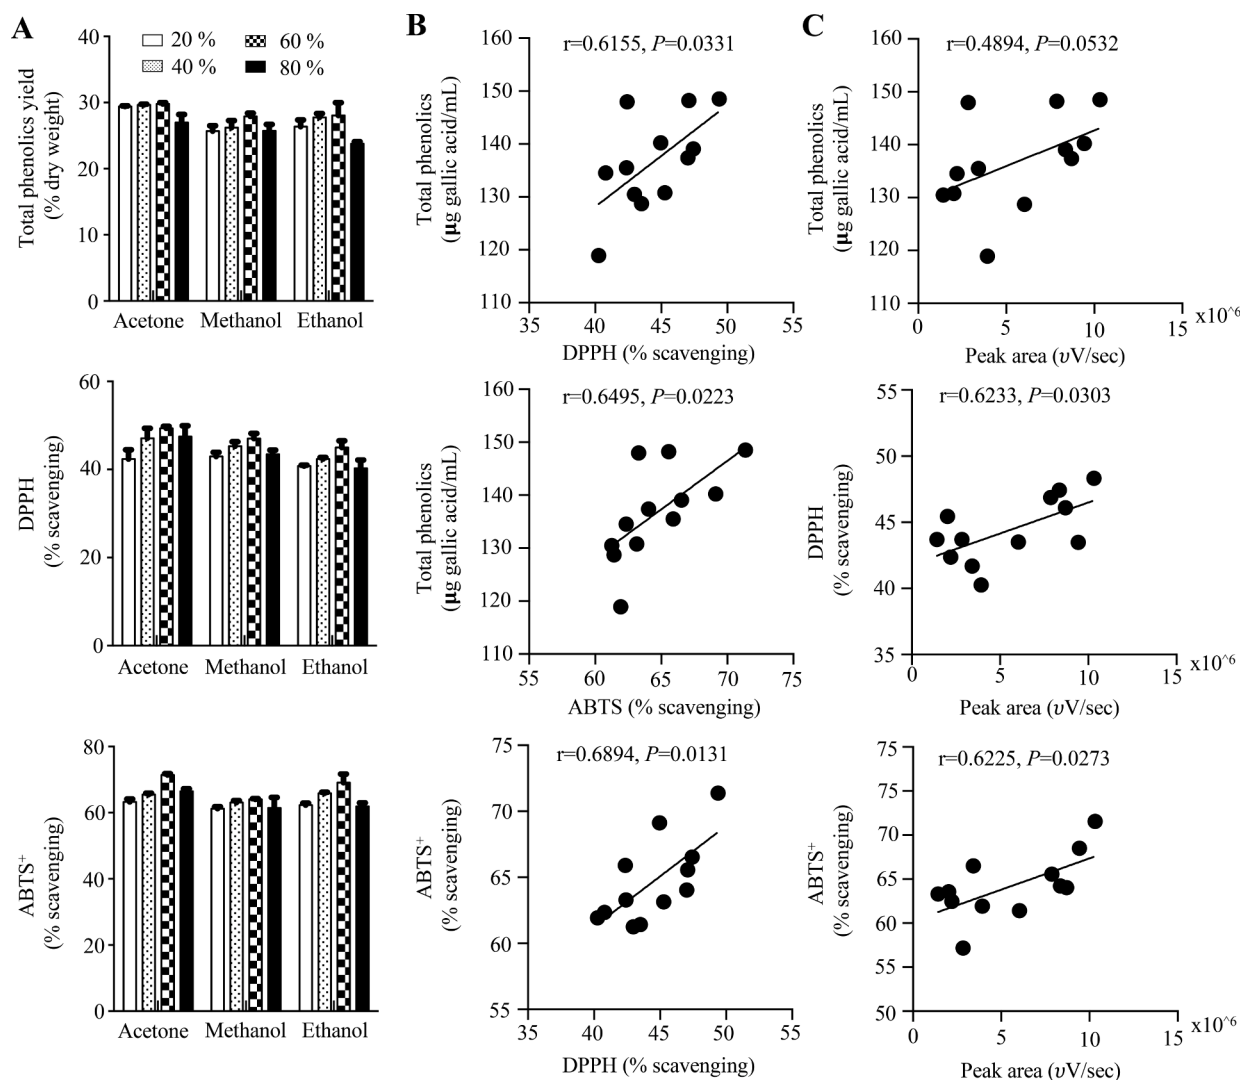 A
40
30
20
10
0
Total phenolics yield
(% dry weight)
20 %
40 %
60 %
80 %
Acetone
Methanol
Ethanol
60
40
20
0
DPPH
(% scavenging)
Acetone
Methanol
Ethanol
80
60
40
20
0
ABTS⁺
(% scavenging)
Acetone
Methanol
Ethanol
B
r=0.6155, P=0.0331
160
150
140
130
120
110
Total phenolics
(μg gallic acid/mL)
35 40 45 50 55
DPPH (% scavenging)
r=0.6495, P=0.0223
160
150
140
130
120
110
Total phenolics
(μg gallic acid/mL)
55 60 65 70 75
ABTS (% scavenging)
r=0.6894, P=0.0131
75
70
65
60
55
ABTS⁺
(% scavenging)
35 40 45 50 55
DPPH (% scavenging)
C
r=0.4894, P=0.0532
160
150
140
130
120
110
Total phenolics
(μg gallic acid/mL)
0 5 10 15 x10^6
Peak area (υV/sec)
r=0.6233, P=0.0303
55
50
45
40
35
DPPH
(% scavenging)
0 5 10 15 x10^6
Peak area (υV/sec)
r=0.6225, P=0.0273
75
75
70
65
60
55
50
ABTS⁺
(% scavenging)
0 5 10 15 x10^6
Peak area (υV/sec)